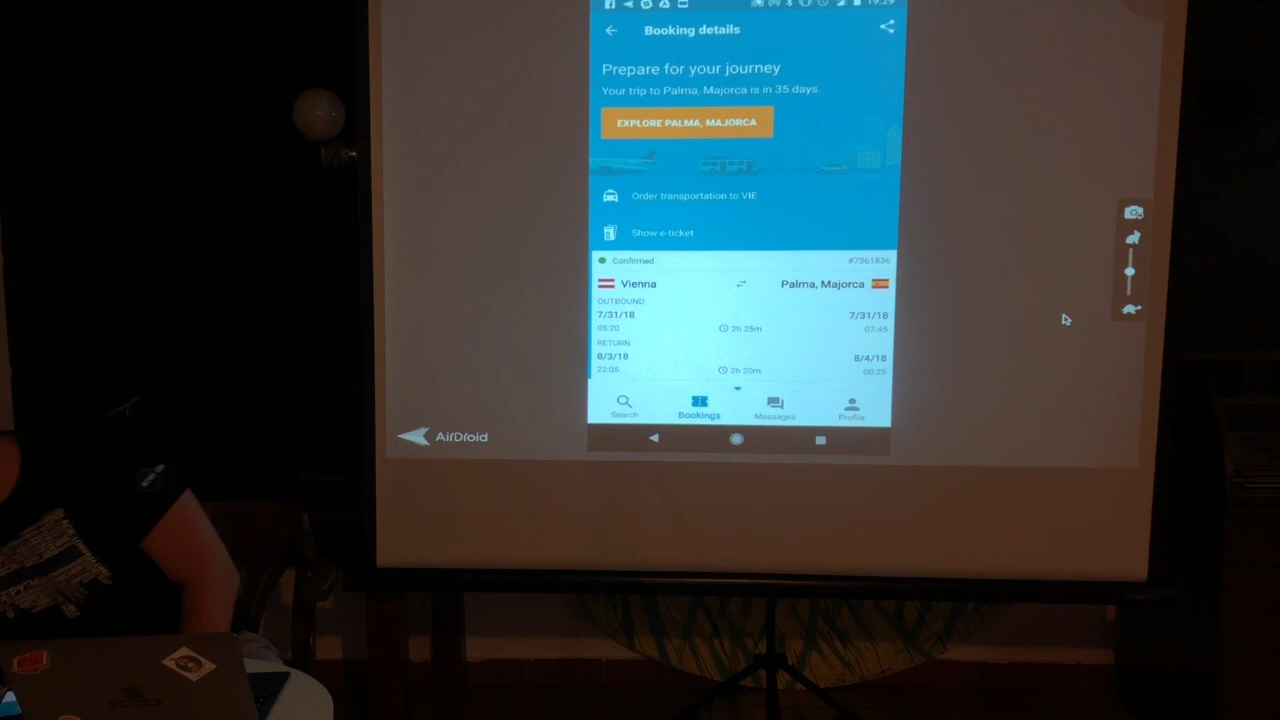 19:29
Booking details
Prepare for your journey
Your trip to Palma, Majorca is in 35 days.
EXPLORE PALMA, MAJORCA
Order transportation to VIE
Show e-ticket
Confirmed #7361836
Vienna Palma, Majorca
OUTBOUND
7/31/18 7/31/18
05:20 2h 25m 07:45
RETURN
8/3/18 8/4/18
22:05 2h 20m 00:25
Search Bookings Messages Profile
AirDroid